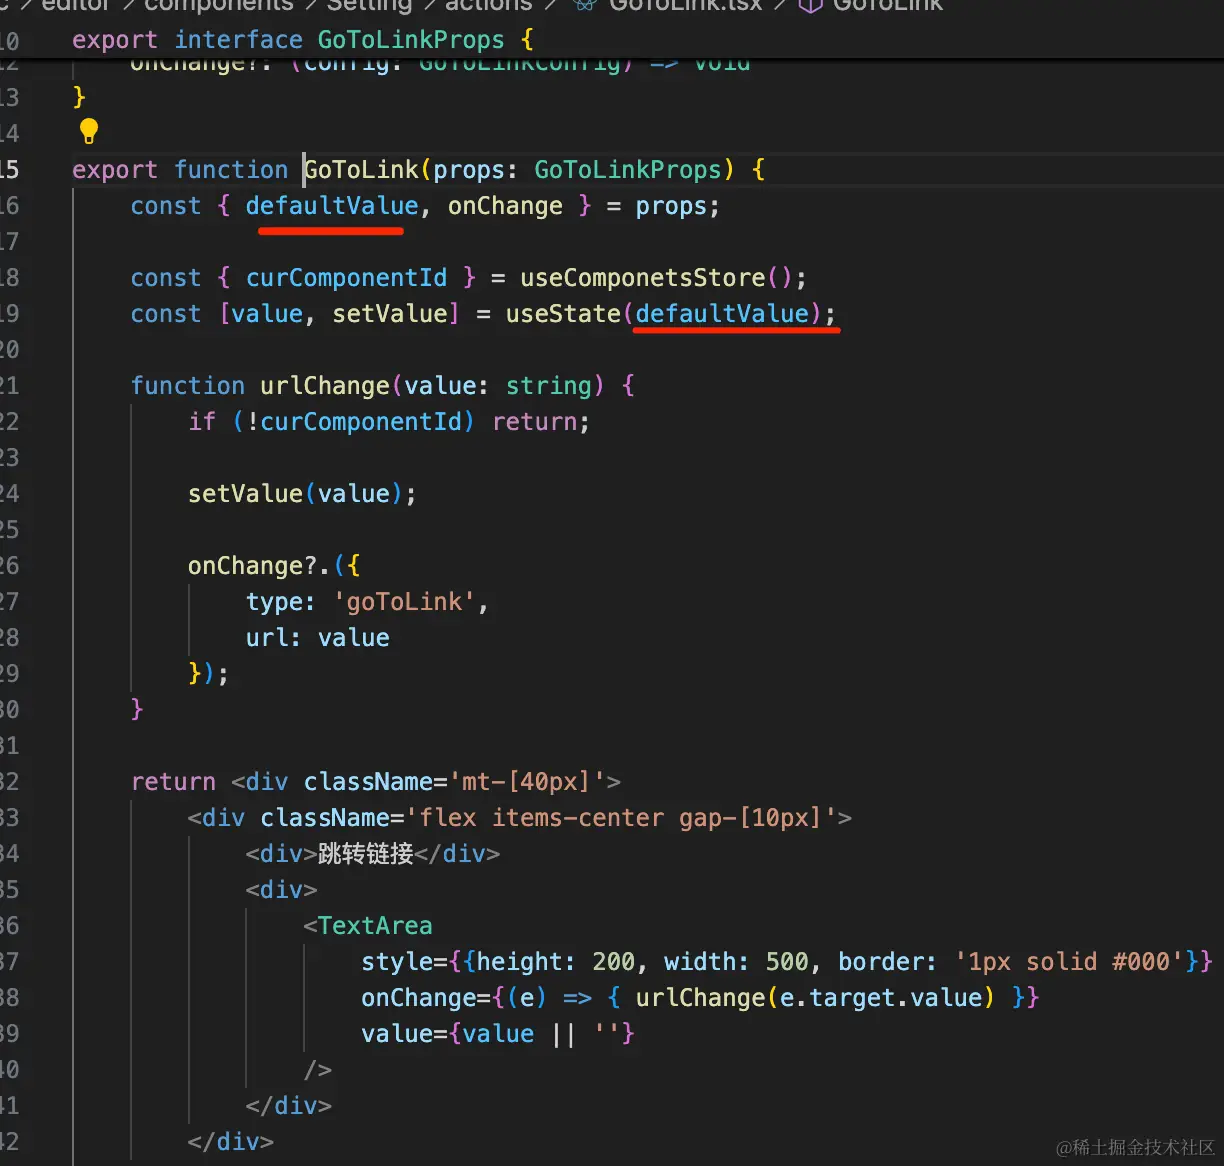 c > editor > components > Setting > actions > GoToLink.tsx > GoToLink
10 export interface GoToLinkProps {
12 onChange?: (config: GoToLinkConfig) => void
13 }
14
15 export function GoToLink(props: GoToLinkProps) {
16 const { defaultValue, onChange } = props;
17
18 const { curComponentId } = useComponetsStore();
19 const [value, setValue] = useState(defaultValue);
20
21 function urlChange(value: string) {
22 if (!curComponentId) return;
23
24 setValue(value);
25
26 onChange?.({
27 type: 'goToLink',
28 url: value
29 });
30 }
31
32 return <div className='mt-[40px]'>
33 <div className='flex items-center gap-[10px]'>
34 <div>跳转链接</div>
35 <div>
36 <TextArea
37 style={{height: 200, width: 500, border: '1px solid #000'}}
38 onChange={(e) => { urlChange(e.target.value) }}
39 value={value || ''}
40 />
41 </div>
42 </div>
@稀土掘金技术社区